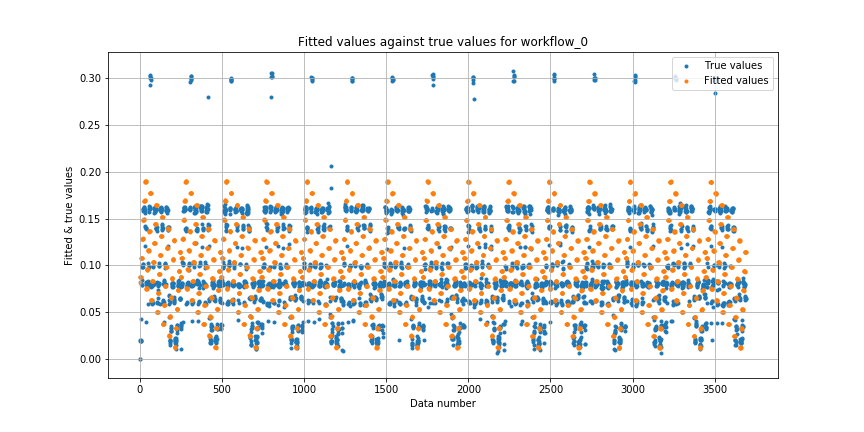 Fitted values against true values for workflow_0
True values
Fitted values
Fitted & true values
0.30
0.25
0.20
0.15
0.10
0.05
0.00
0 500 1000 1500 2000 2500 3000 3500
Data number